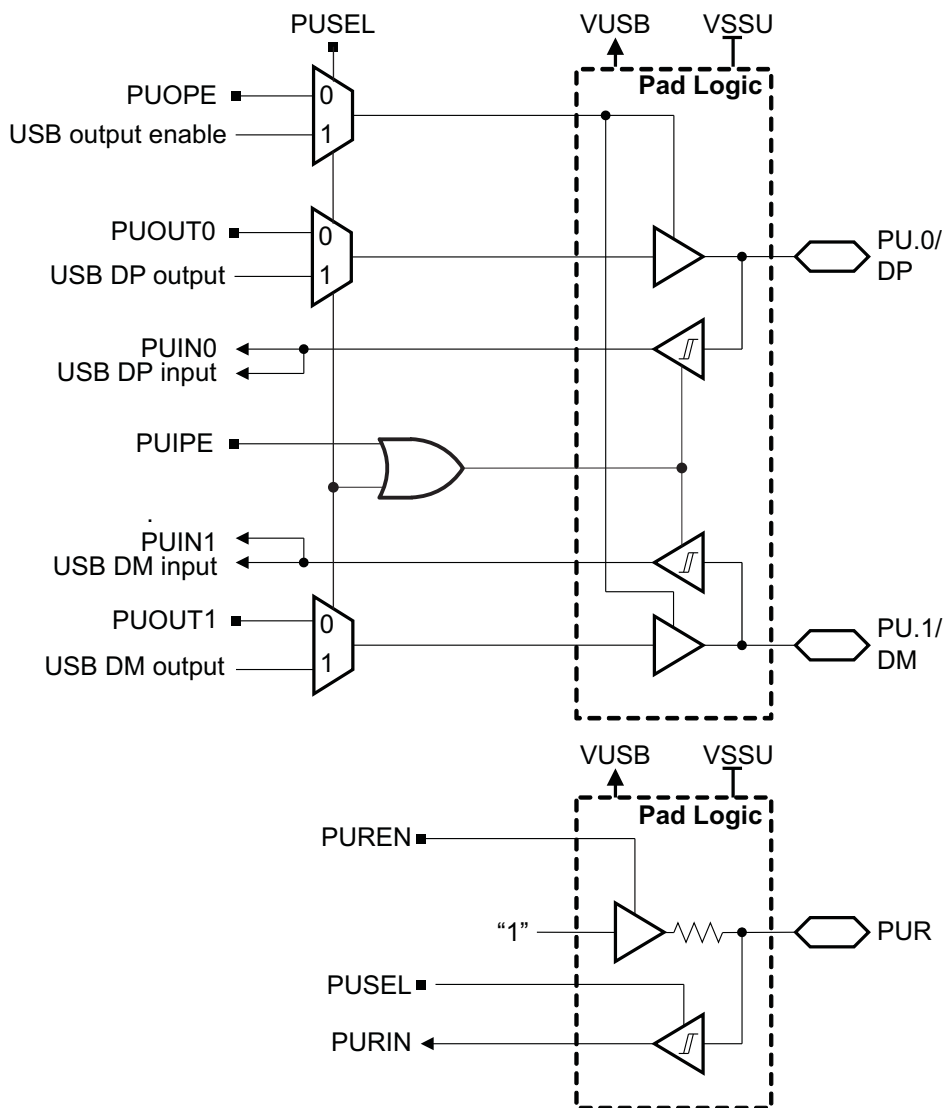 PUSEL
VUSB
VSSU
Pad Logic
PUOPE
0
USB output enable
1
PUOUT0
0
USB DP output
1
PU.0/
DP
PUIN0
USB DP input
PUIPE
.
PUIN1
USB DM input
PUOUT1
0
USB DM output
1
PU.1/
DM
VUSB
VSSU
Pad Logic
PUREN
“1”
PUR
PUSEL
PURIN